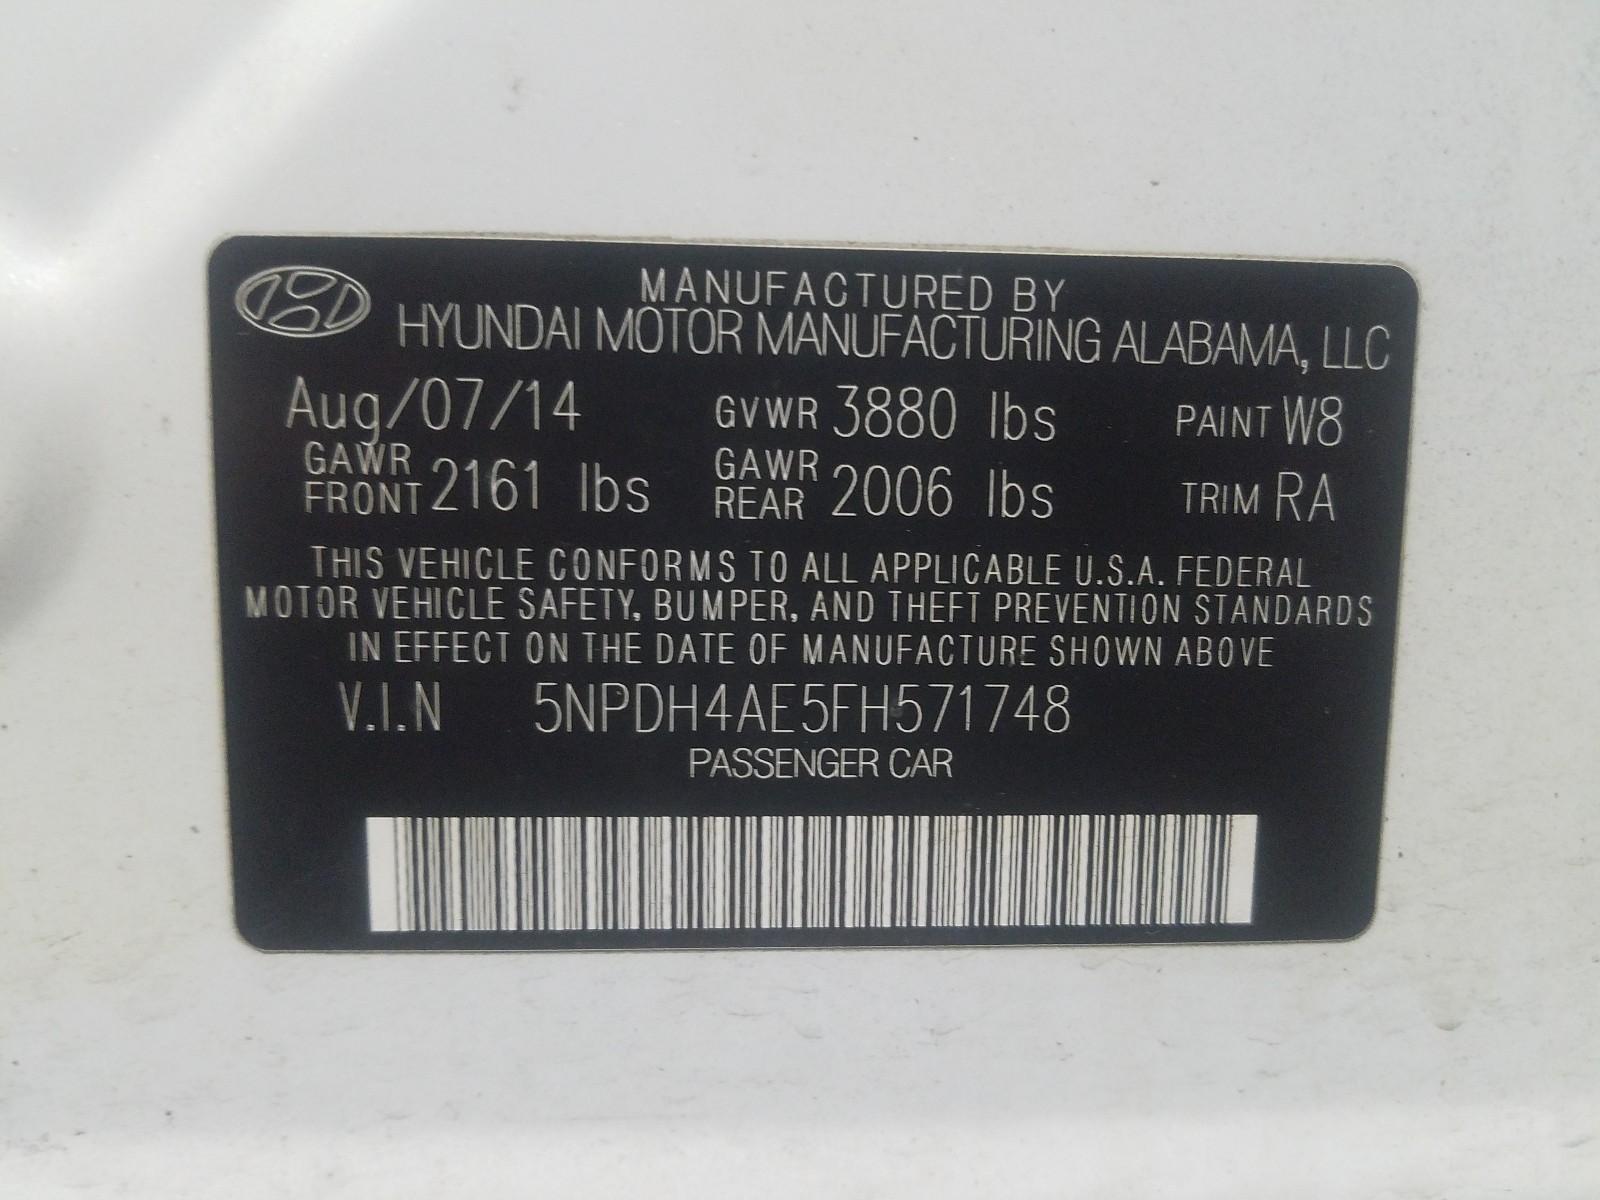 MANUFACTURED BY
HYUNDAI MOTOR MANUFACTURING ALABAMA, LLC
Aug/07/14 GVWR 3880 lbs PAINT W8
GAWR FRONT 2161 lbs GAWR REAR 2006 lbs TRIM RA
THIS VEHICLE CONFORMS TO ALL APPLICABLE U.S.A. FEDERAL
MOTOR VEHICLE SAFETY, BUMPER, AND THEFT PREVENTION STANDARDS
IN EFFECT ON THE DATE OF MANUFACTURE SHOWN ABOVE
V.I.N 5NPDH4AE5FH571748
PASSENGER CAR